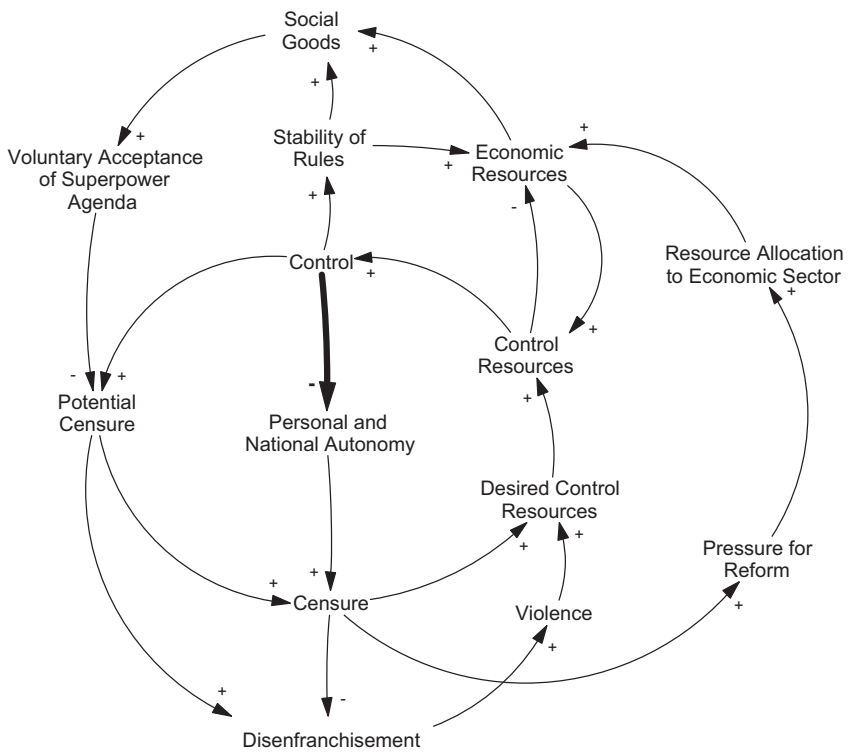 Social
Goods
+
+
+
+
+
Stability of
Rules
Voluntary Acceptance
of Superpower
Agenda
Economic
Resources
+
+
-
Control
+
Resource Allocation
to Economic Sector
+
+
Control
Resources
-
+
Potential
Censure
-
+
Personal and
National Autonomy
Desired Control
Resources
+
+
Pressure for
Reform
+
+
Censure
Violence
+
+
+
-
Disenfranchisement